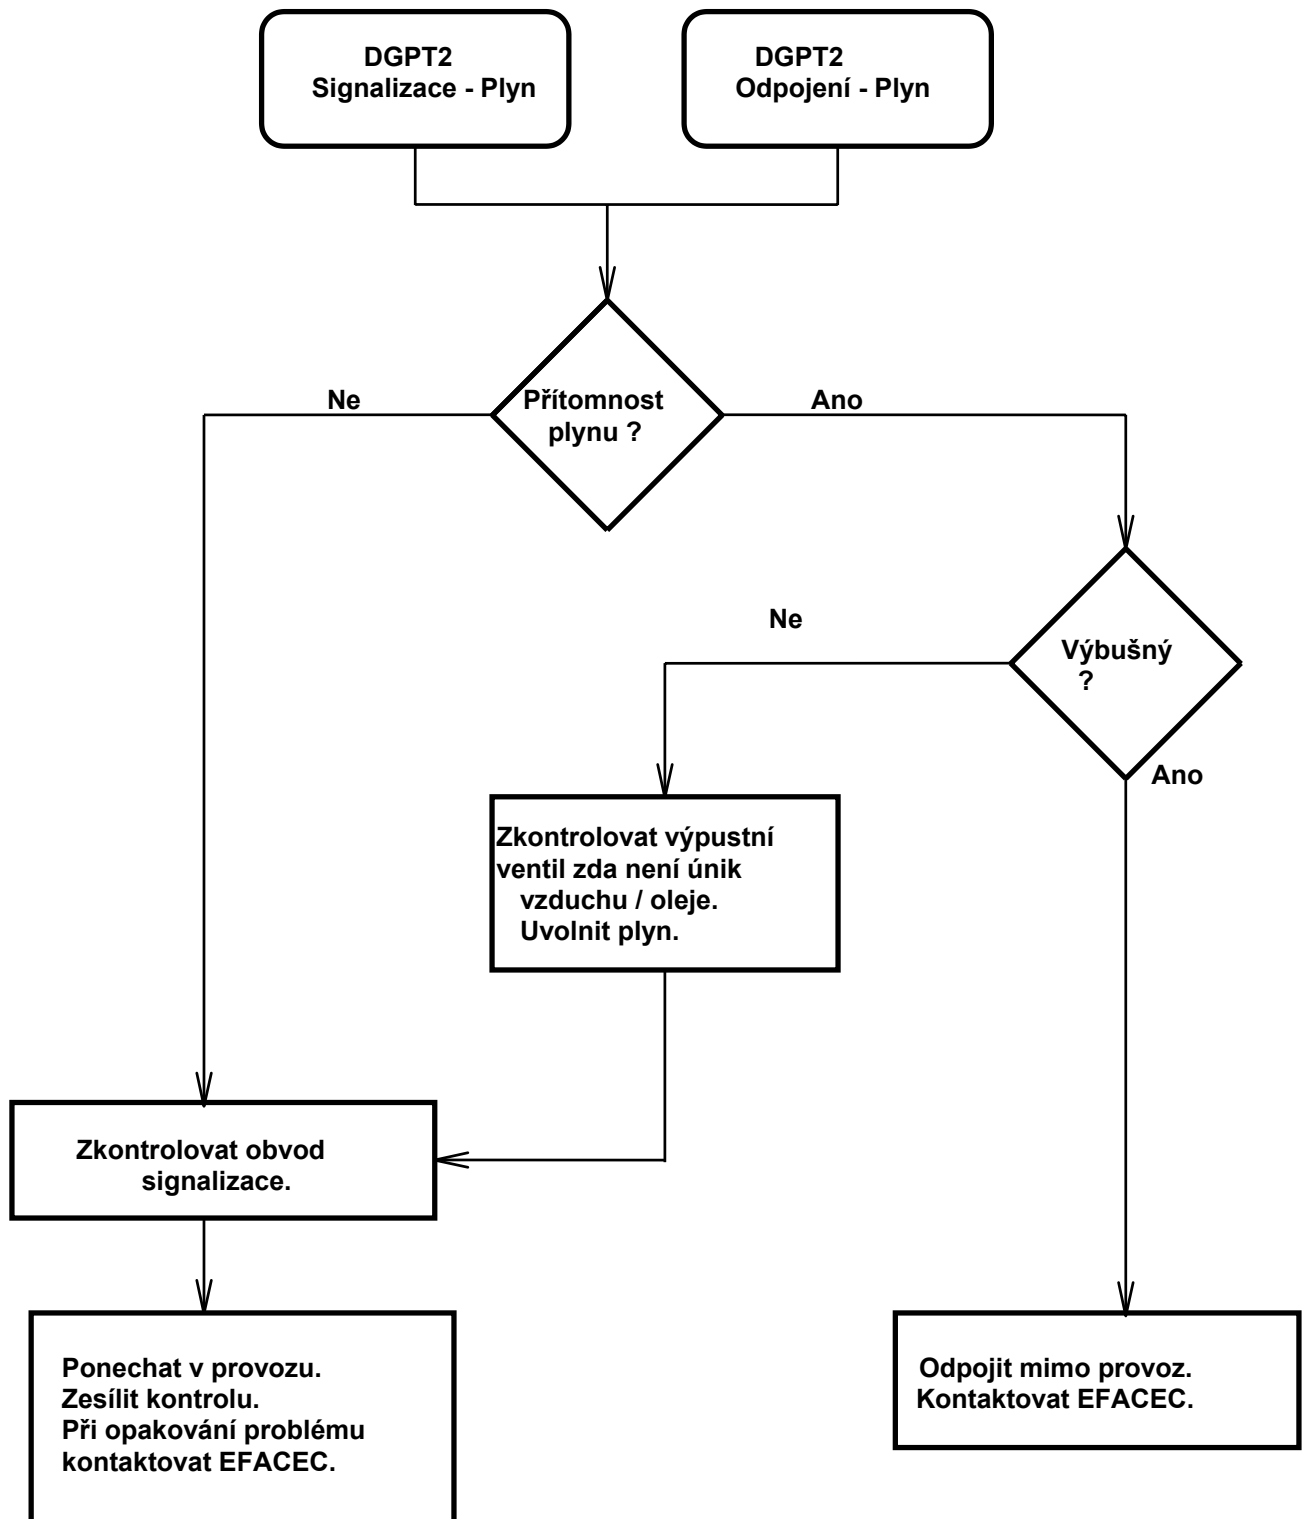 DGPT2
Signalizace - Plyn
DGPT2
Odpojení - Plyn
Ne
Přítomnost
plynu ?
Ano
Ne
Výbušný
?
Ano
Zkontrolovat výpustní
ventil zda není únik
vzduchu / oleje.
Uvolnit plyn.
Zkontrolovat obvod
signalizace.
Ponechat v provozu.
Zesílit kontrolu.
Při opakování problému
kontaktovat EFACEC.
Odpojit mimo provoz.
Kontaktovat EFACEC.